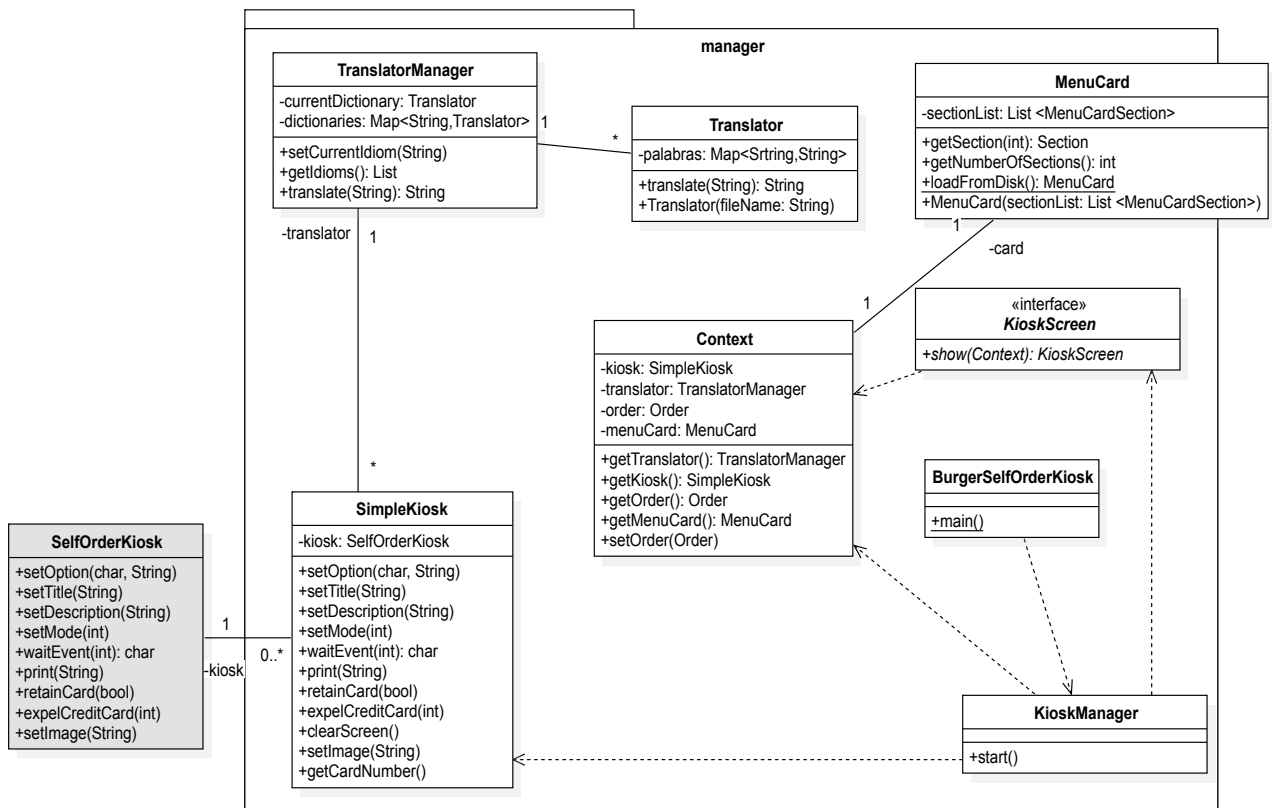 manager
TranslatorManager
-currentDictionary: Translator
-dictionaries: Map<String,Translator>
+setCurrentIdiom(String)
+getIdioms(): List
+translate(String): String
1
*
Translator
-palabras: Map<Srtring,String>
+translate(String): String
+Translator(fileName: String)
MenuCard
-sectionList: List <MenuCardSection>
+getSection(int): Section
+getNumberOfSections(): int
+loadFromDisk(): MenuCard
+MenuCard(sectionList: List <MenuCardSection>)
1
-card
1
-translator
1
*
«interface»
KioskScreen
+show(Context): KioskScreen
Context
-kiosk: SimpleKiosk
-translator: TranslatorManager
-order: Order
-menuCard: MenuCard
+getTranslator(): TranslatorManager
+getKiosk(): SimpleKiosk
+getOrder(): Order
+getMenuCard(): MenuCard
+setOrder(Order)
BurgerSelfOrderKiosk
+main()
SelfOrderKiosk
+setOption(char, String)
+setTitle(String)
+setDescription(String)
+setMode(int)
+waitEvent(int): char
+print(String)
+retainCard(bool)
+expelCreditCard(int)
+setImage(String)
1
-kiosk
0..*
SimpleKiosk
-kiosk: SelfOrderKiosk
+setOption(char, String)
+setTitle(String)
+setDescription(String)
+setMode(int)
+waitEvent(int): char
+print(String)
+retainCard(bool)
+expelCreditCard(int)
+clearScreen()
+setImage(String)
+getCardNumber()
KioskManager
+start()